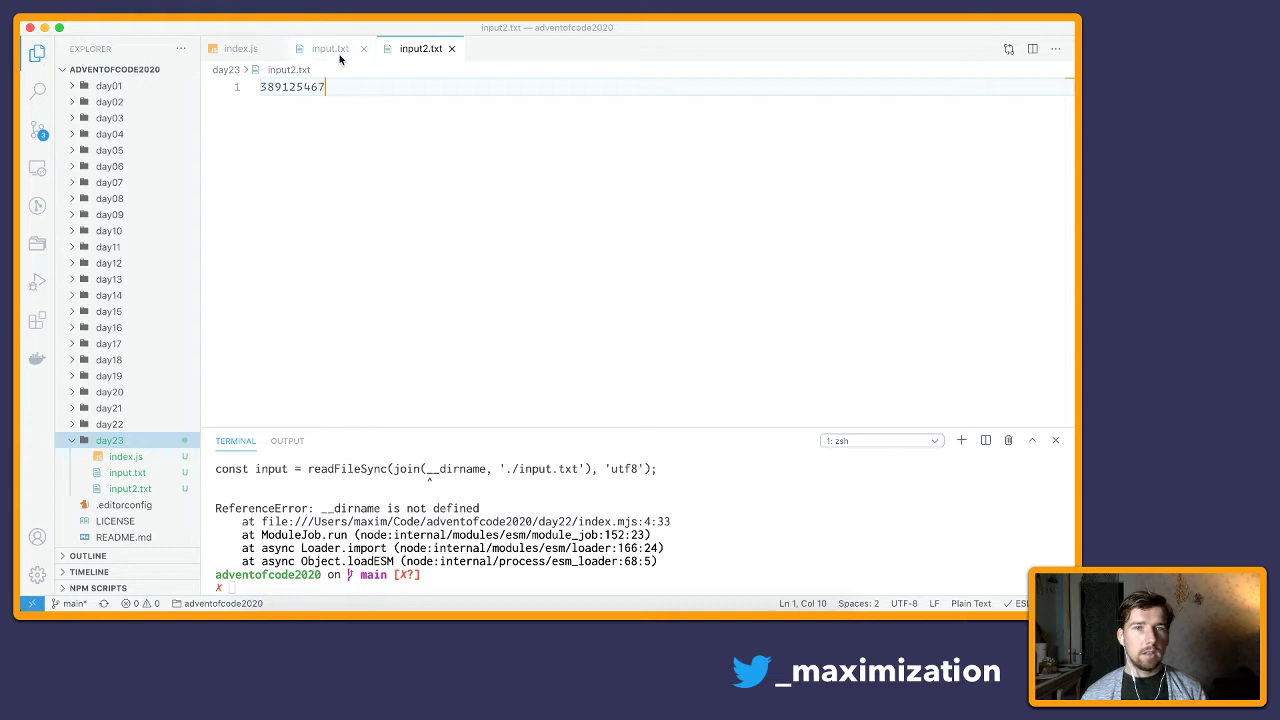 input2.txt — adventofcode2020
EXPLORER
index.js
input.txt
input2.txt
ADVENTOFCODE2020
day23 > input2.txt
1 389125467
day01
day02
day03
day04
day05
day06
day07
day08
day09
day10
day11
day12
day13
day14
day15
day16
day17
day18
day19
day20
day21
day22
day23
index.js U
input.txt U
input2.txt U
.editorconfig
LICENSE
README.md
OUTLINE
TIMELINE
NPM SCRIPTS
3
TERMINAL OUTPUT
1: zsh
const input = readFileSync(join(__dirname, './input.txt'), 'utf8');
^
ReferenceError: __dirname is not defined
at file:///Users/maxim/Code/adventofcode2020/day22/index.mjs:4:33
at ModuleJob.run (node:internal/modules/esm/module_job:152:23)
at async Loader.import (node:internal/modules/esm/loader:166:24)
at async Object.loadESM (node:internal/process/esm_loader:68:5)
adventofcode2020 on main [X?]
X
main* 0 0 adventofcode2020
Ln 1, Col 10 Spaces: 2 UTF-8 LF Plain Text
_maximization